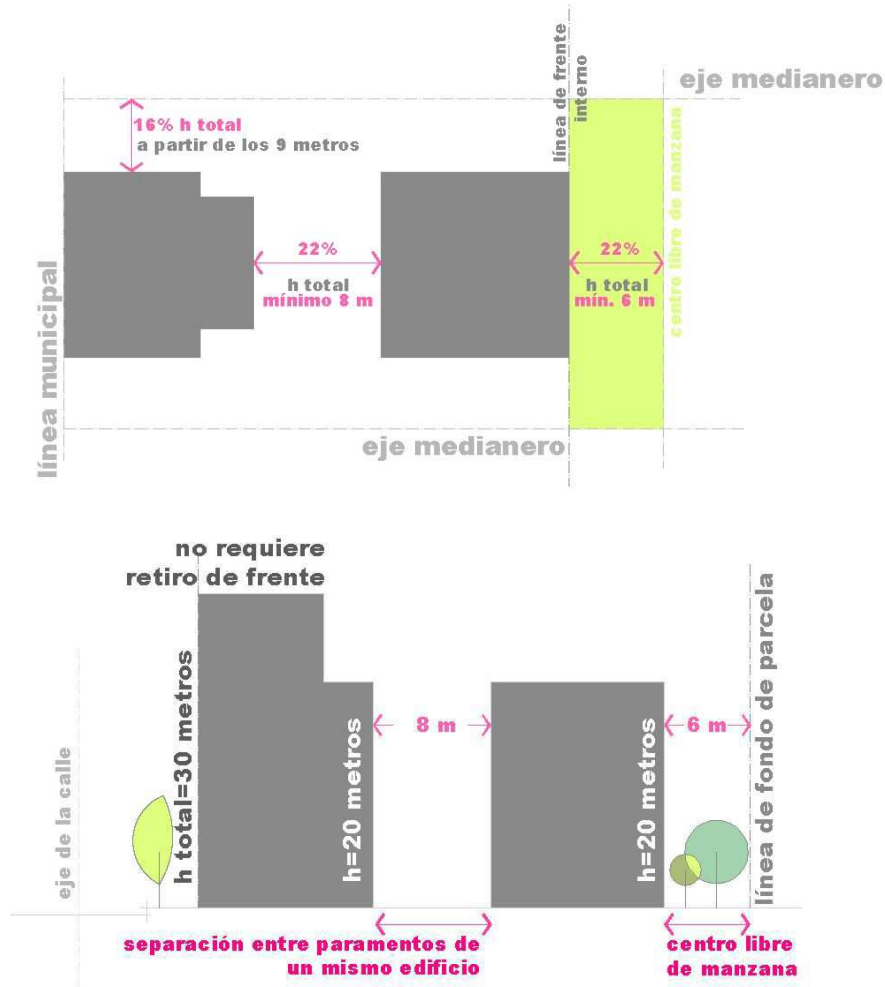 línea de frente
interno
eje medianero
16% h total
a partir de los 9 metros
centro libre de manzana
22%
h total
mínimo 8 m
22%
h total
mín. 6 m
línea municipal
eje medianero
no requiere
retiro de frente
línea de fondo de parcela
h total=30 metros
8 m
6 m
h=20 metros
h=20 metros
eje de la calle
separación entre paramentos de
un mismo edificio
centro libre
de manzana